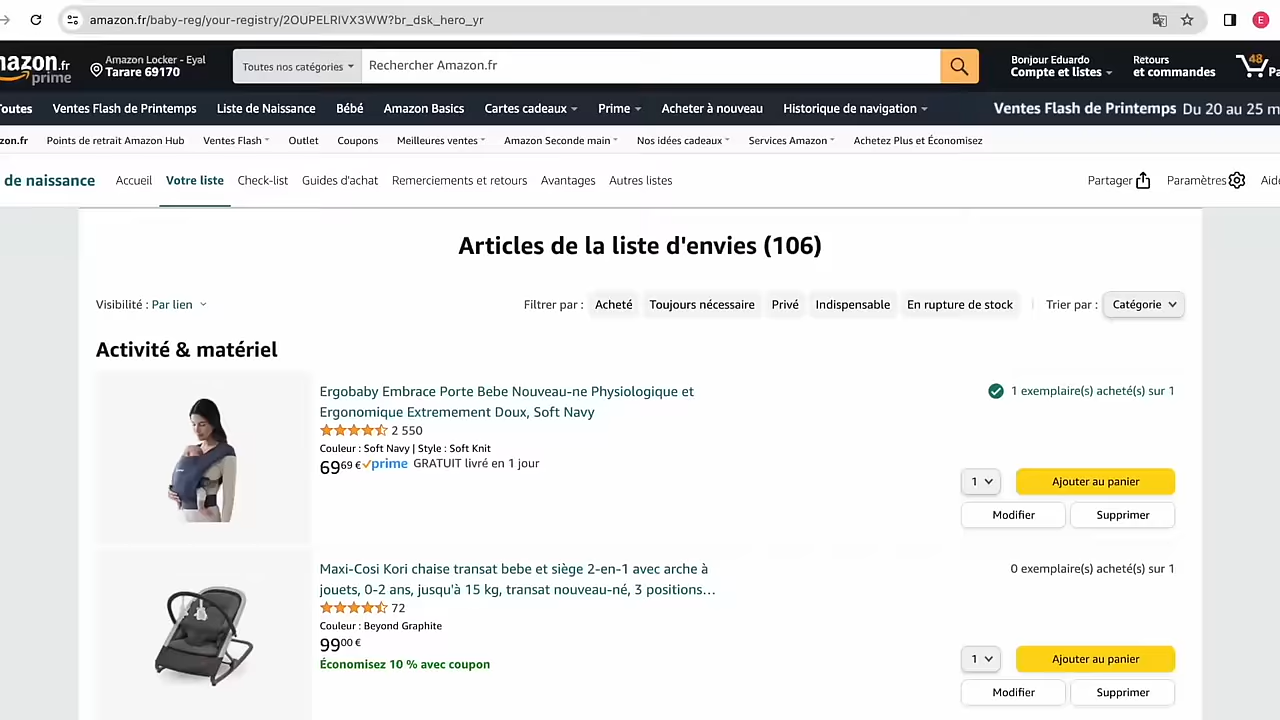 amazon.fr/baby-reg/your-registry/2OUPELRIVX3WW?br_dsk_hero_yr
E
mazon.fr
prime
Amazon Locker - Eyal
Tarare 69170
Toutes nos catégories
Rechercher Amazon.fr
Bonjour Eduardo
Compte et listes
Retours
et commandes
48
Pa
Toutes Ventes Flash de Printemps Liste de Naissance Bébé Amazon Basics Cartes cadeaux Prime Acheter à nouveau Historique de navigation Ventes Flash de Printemps Du 20 au 25 m
zon.fr Points de retrait Amazon Hub Ventes Flash Outlet Coupons Meilleures ventes Amazon Seconde main Nos idées cadeaux Services Amazon Achetez Plus et Économisez
de naissance Accueil Votre liste Check-list Guides d'achat Remerciements et retours Avantages Autres listes Partager Paramètres Aide
Articles de la liste d'envies (106)
Visibilité : Par lien
Filtrer par : Acheté Toujours nécessaire Privé Indispensable En rupture de stock Trier par : Catégorie
Activité & matériel
Ergobaby Embrace Porte Bebe Nouveau-ne Physiologique et
Ergonomique Extremement Doux, Soft Navy
2 550
Couleur : Soft Navy | Style : Soft Knit
69 69 € prime GRATUIT livré en 1 jour
1 exemplaire(s) acheté(s) sur 1
1 Ajouter au panier
Modifier Supprimer
Maxi-Cosi Kori chaise transat bebe et siège 2-en-1 avec arche à
jouets, 0-2 ans, jusqu'à 15 kg, transat nouveau-né, 3 positions…
72
Couleur : Beyond Graphite
99 00 €
Économisez 10 % avec coupon
0 exemplaire(s) acheté(s) sur 1
1 Ajouter au panier
Modifier Supprimer